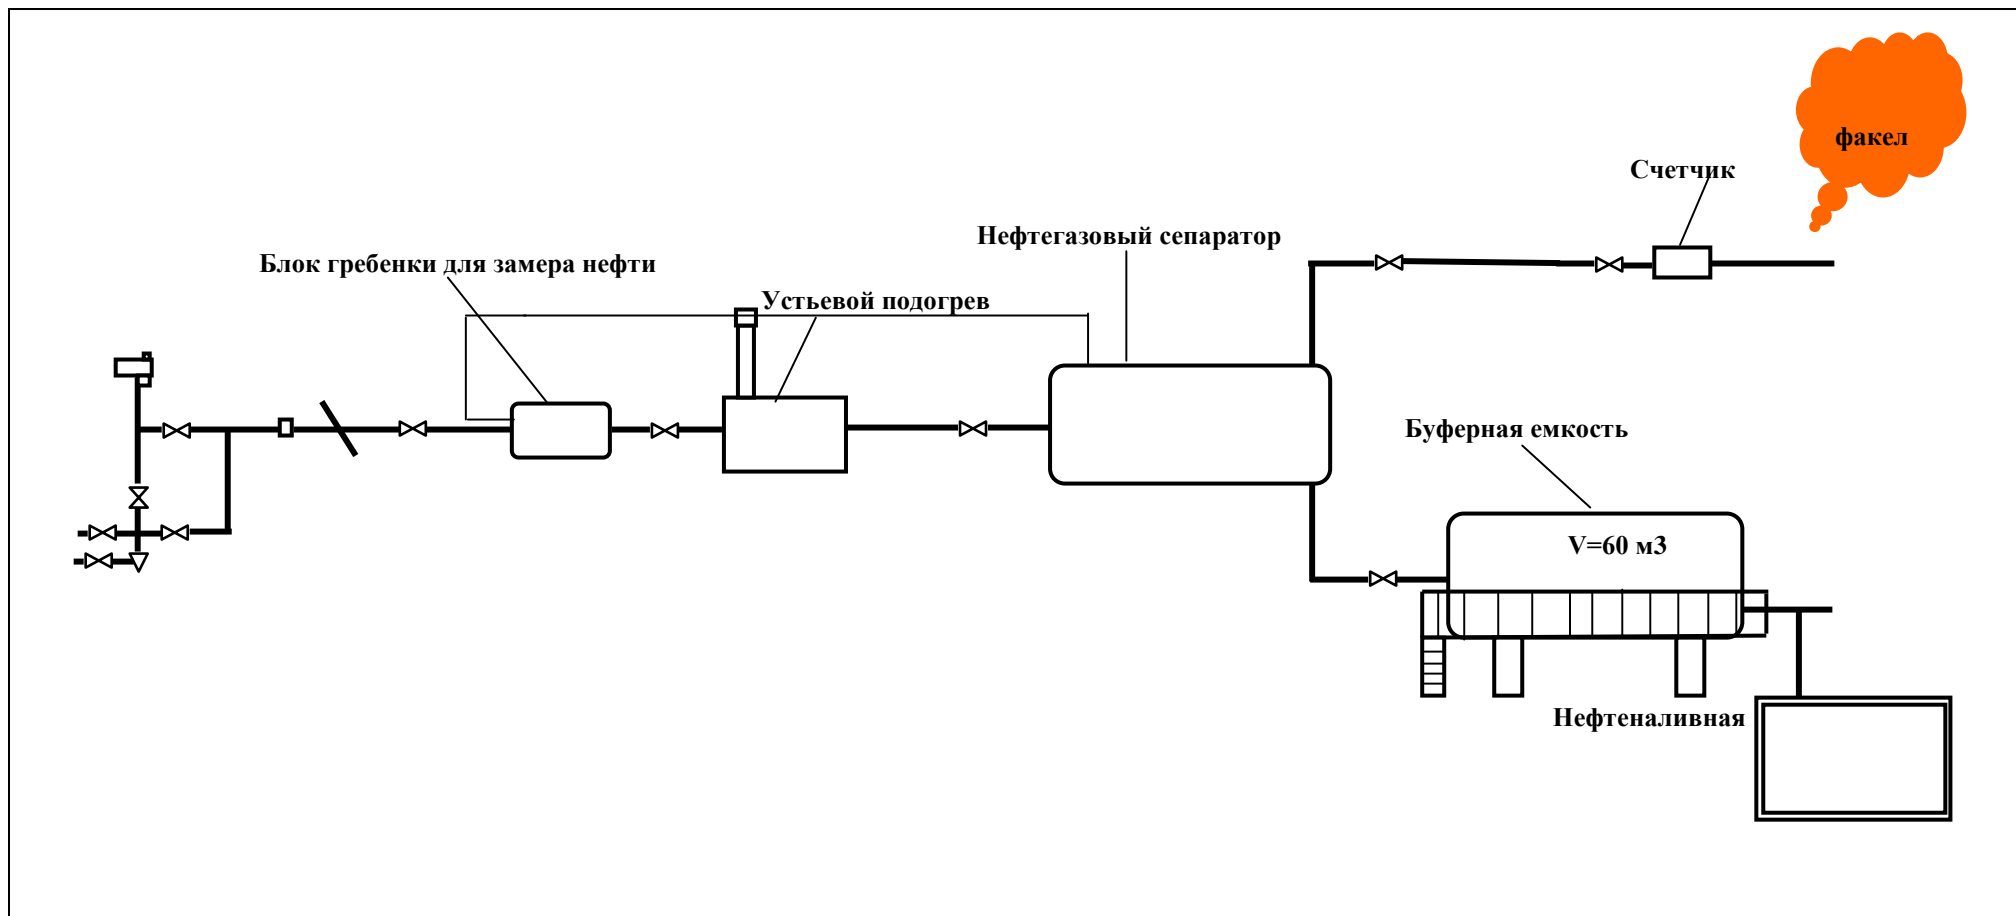 факел
Счетчик
Нефтегазовый сепаратор
Блок гребенки для замера нефти
Устьевой подогрев
Буферная емкость
V=60 м3
Нефтеналивная